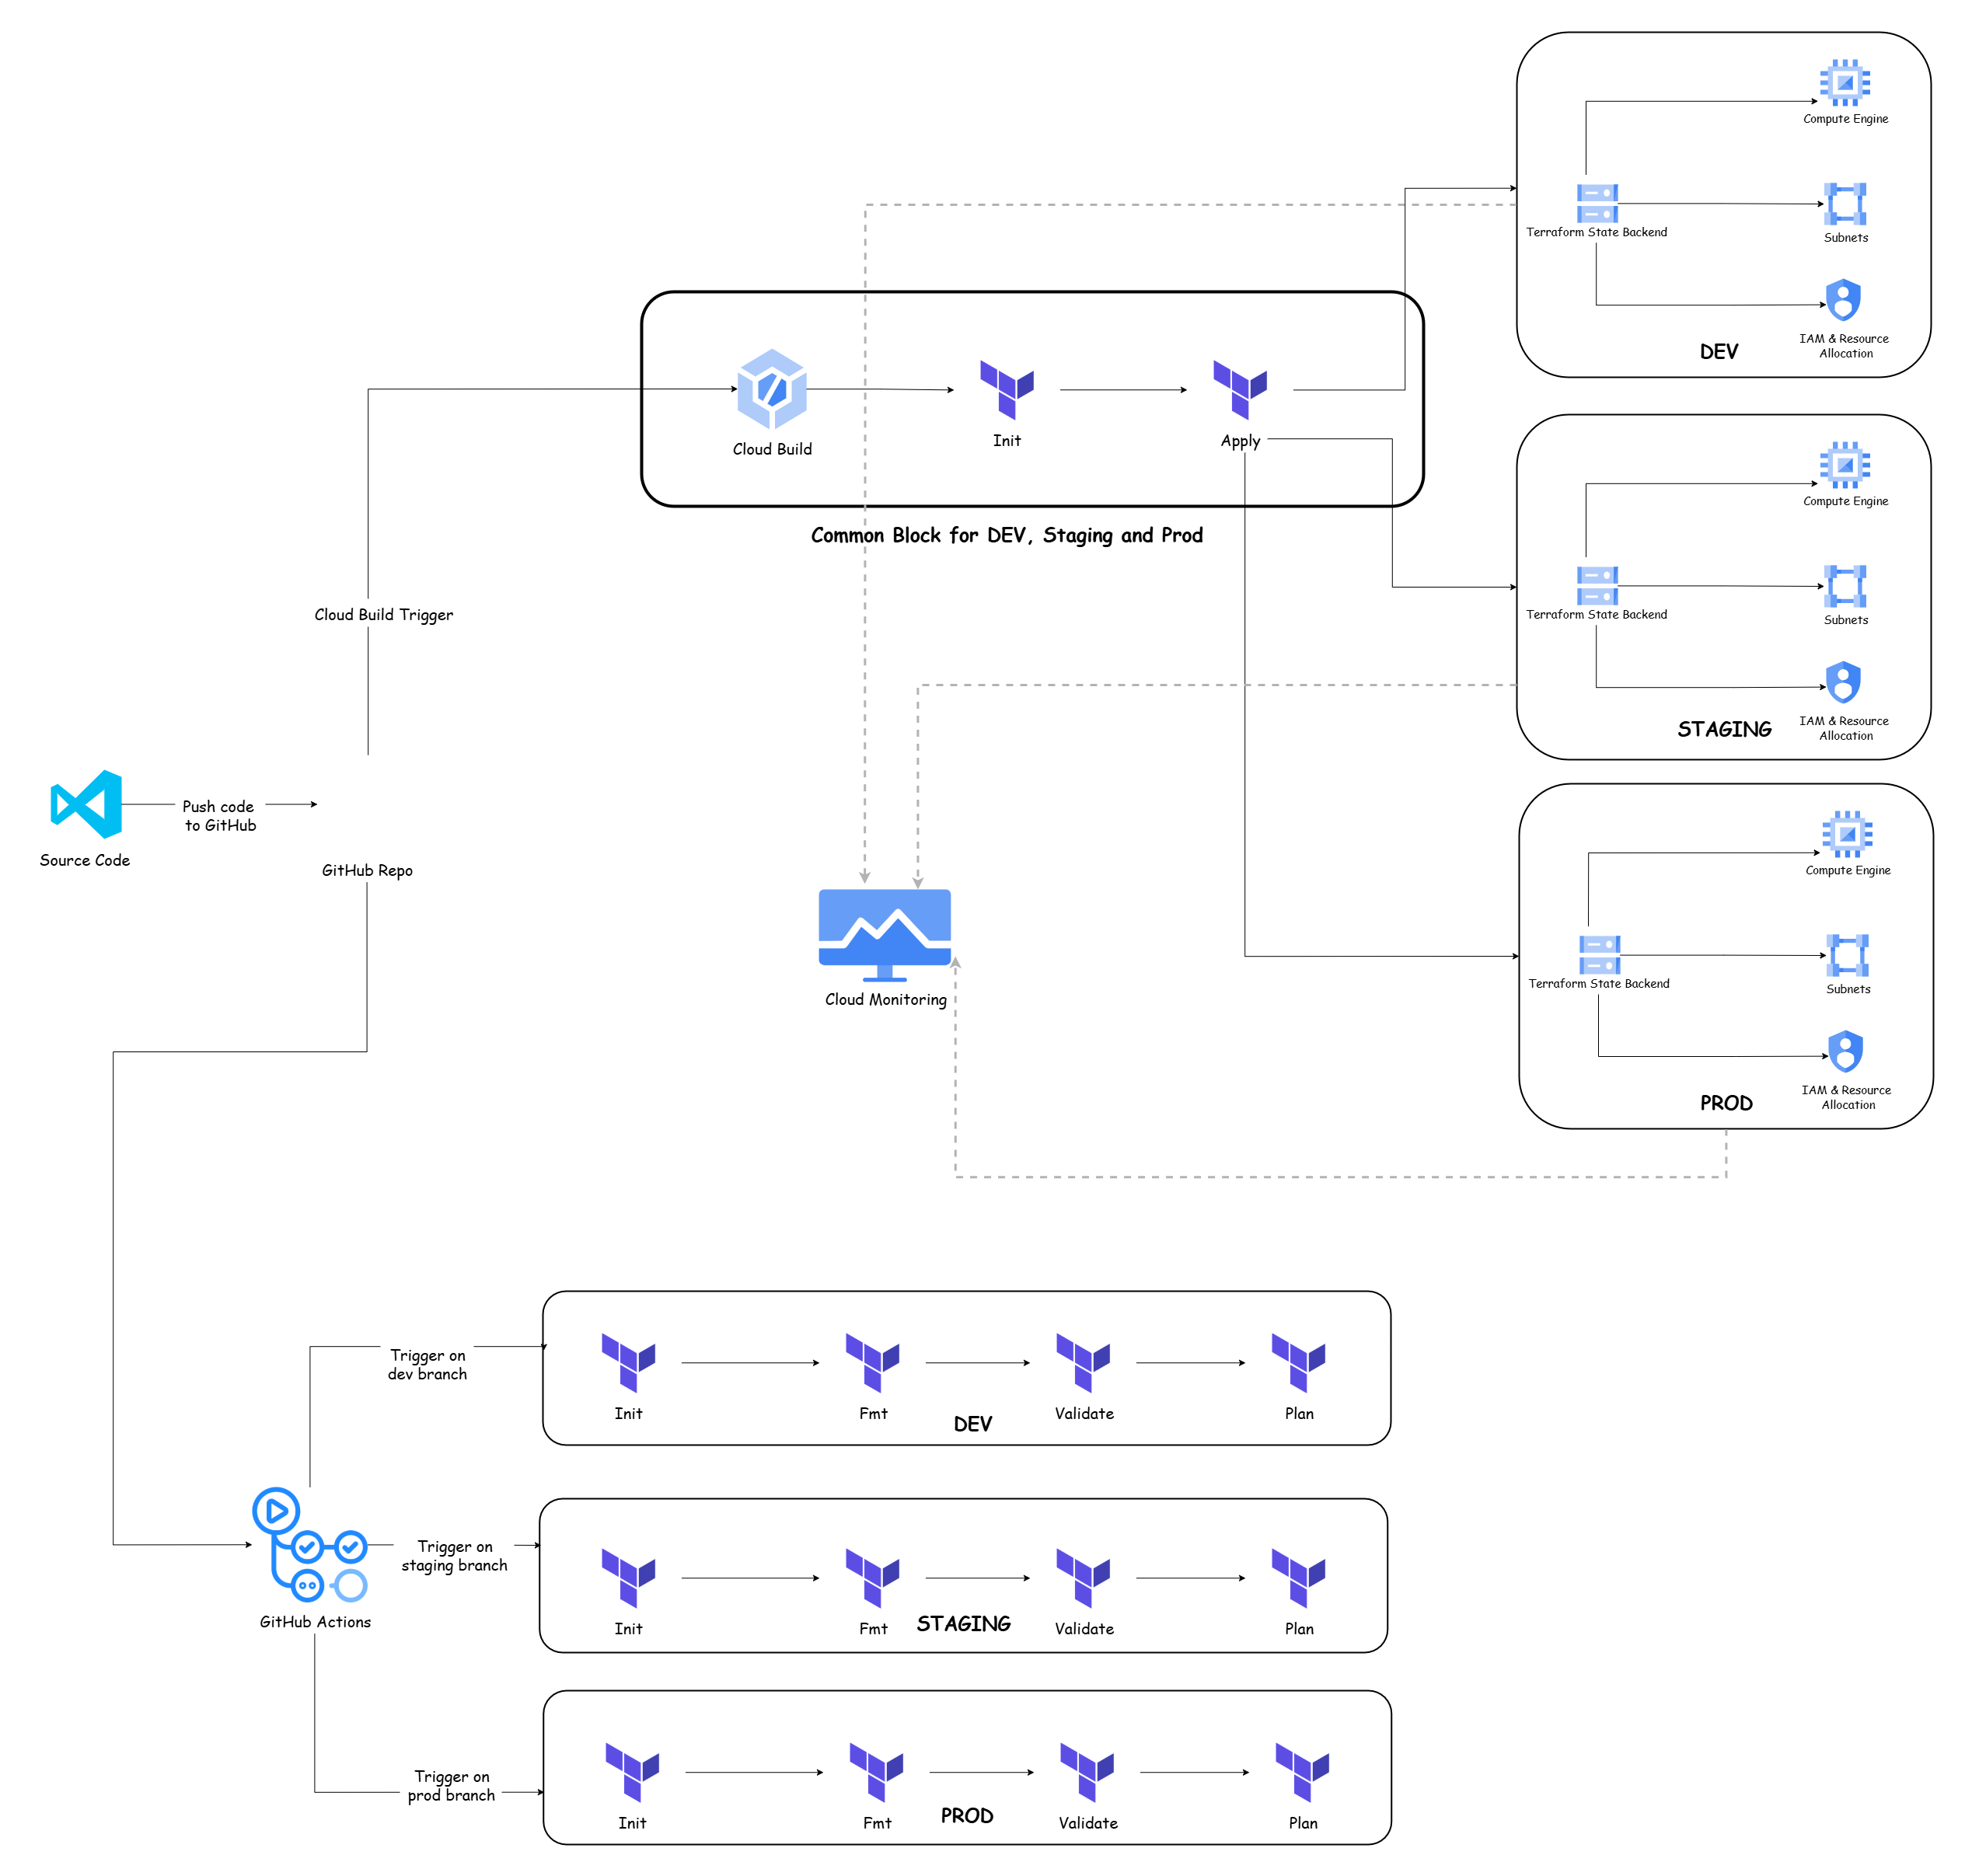 Compute Engine
Terraform State Backend
Subnets
IAM & Resource
Allocation
DEV
Cloud Build
Init
Apply
Common Block for DEV, Staging and Prod
Compute Engine
Terraform State Backend
Subnets
IAM & Resource
Allocation
STAGING
Cloud Build Trigger
Push code
to GitHub
Source Code
GitHub Repo
Cloud Monitoring
Compute Engine
Terraform State Backend
Subnets
IAM & Resource
Allocation
PROD
Trigger on
dev branch
Init
Fmt
Validate
Plan
DEV
Trigger on
staging branch
GitHub Actions
Init
Fmt
Validate
Plan
STAGING
Trigger on
prod branch
Init
Fmt
Validate
Plan
PROD